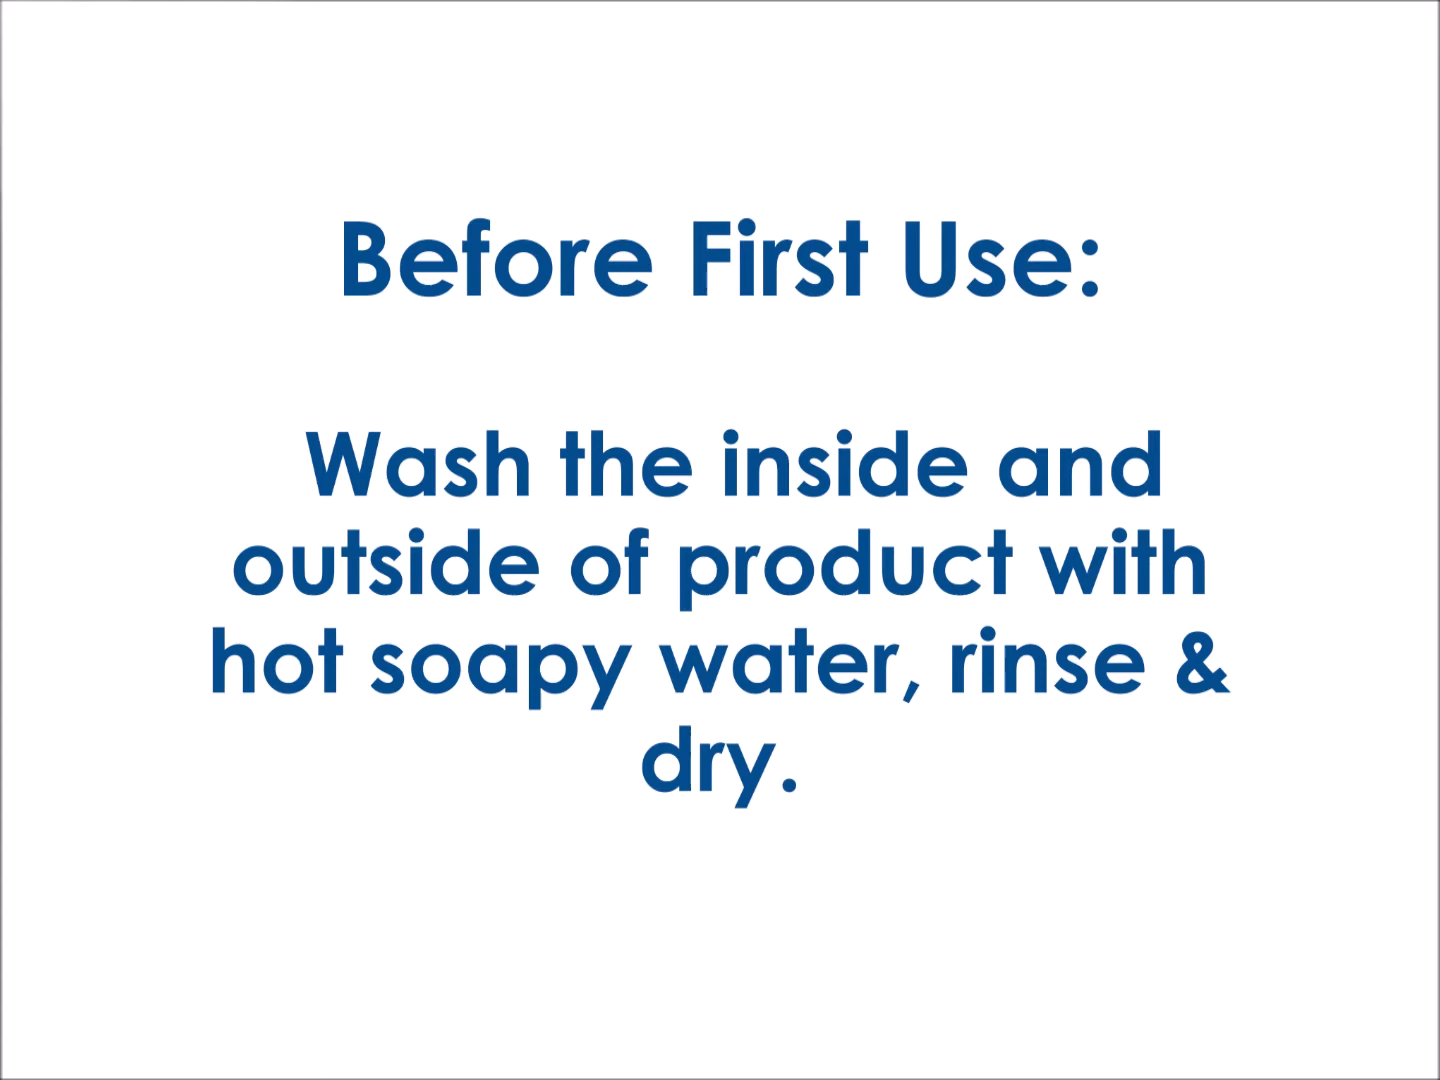 Before First Use:
Wash the inside and
outside of product with
hot soapy water, rinse &
dry.